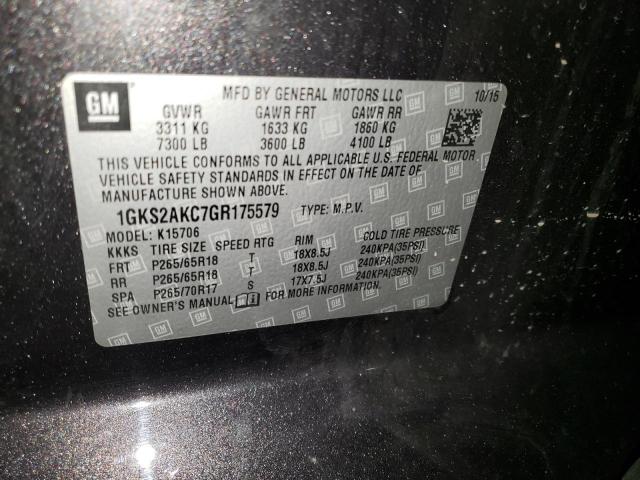 GM
MFD BY GENERAL MOTORS LLC 10/15
GVWR GAWR FRT GAWR RR
3311 KG 1633 KG 1850 KG
7300 LB 3600 LB 4100 LB
THIS VEHICLE CONFORMS TO ALL APPLICABLE U.S. FEDERAL MOTOR
VEHICLE SAFETY STANDARDS IN EFFECT ON THE DATE OF
MANUFACTURE SHOWN ABOVE.
1GKS2AKC7GR175579 TYPE: M.P.V.
MODEL: K15706
KKKS TIRE SIZE SPEED RTG RIM COLD TIRE PRESSURE
FRT P265/65R18 T 18X8.5J 240KPA(35PSI)
RR P265/65R18 T 18X8.5J 240KPA(35PSI)
SPA P265/70R17 S 17X7.5J 240KPA(35PSI)
SEE OWNER'S MANUAL FOR MORE INFORMATION.